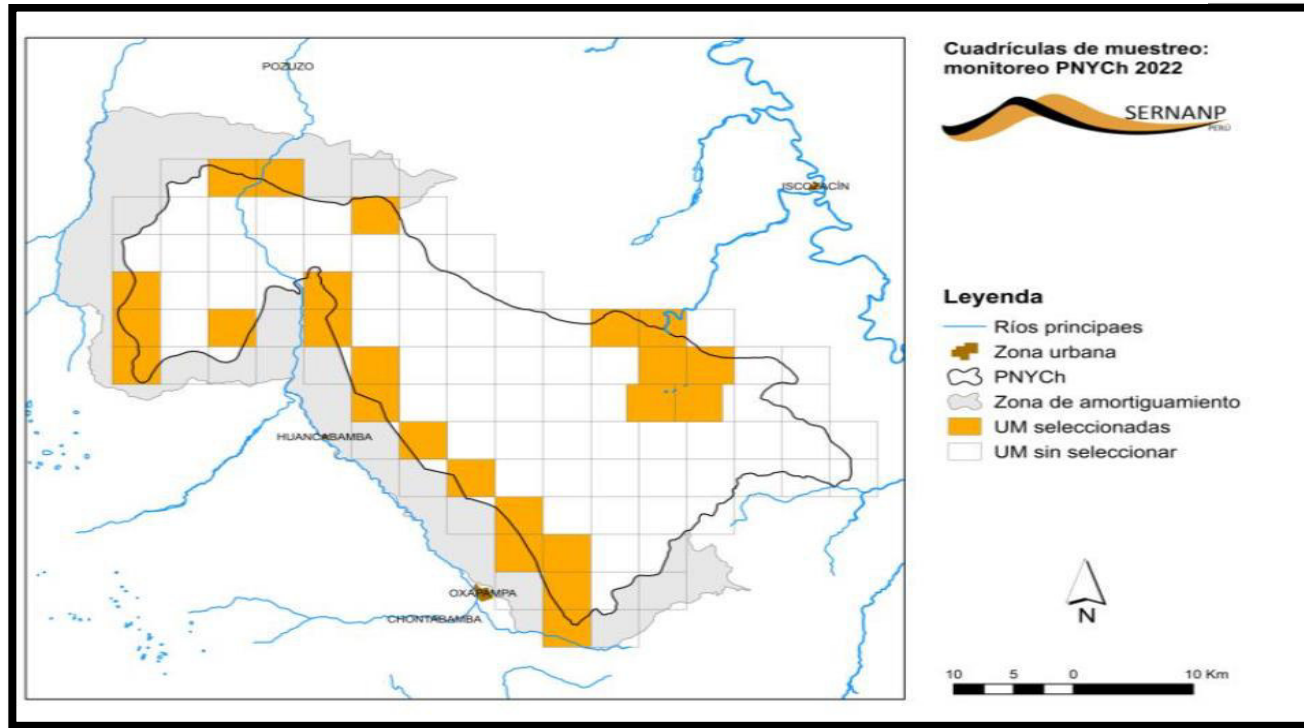 POZUZO
ISCOZACÍN
HUANCABAMBA
OXAPAMPA
CHONTABAMBA
Cuadrículas de muestreo:
monitoreo PNYCh 2022
SERNANP
PERÚ
Leyenda
Ríos principaes
Zona urbana
PNYCh
Zona de amortiguamiento
UM seleccionadas
UM sin seleccionar
N
10 5 0 10 Km